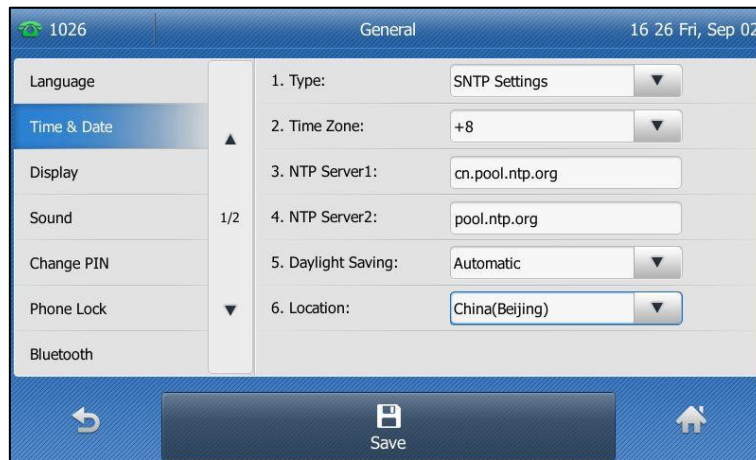 1026 General 16 26 Fri, Sep 02
Language
Time & Date
Display
Sound
Change PIN
Phone Lock
Bluetooth
1/2
1. Type: SNTP Settings
2. Time Zone: +8
3. NTP Server1: cn.pool.ntp.org
4. NTP Server2: pool.ntp.org
5. Daylight Saving: Automatic
6. Location: China(Beijing)
Save